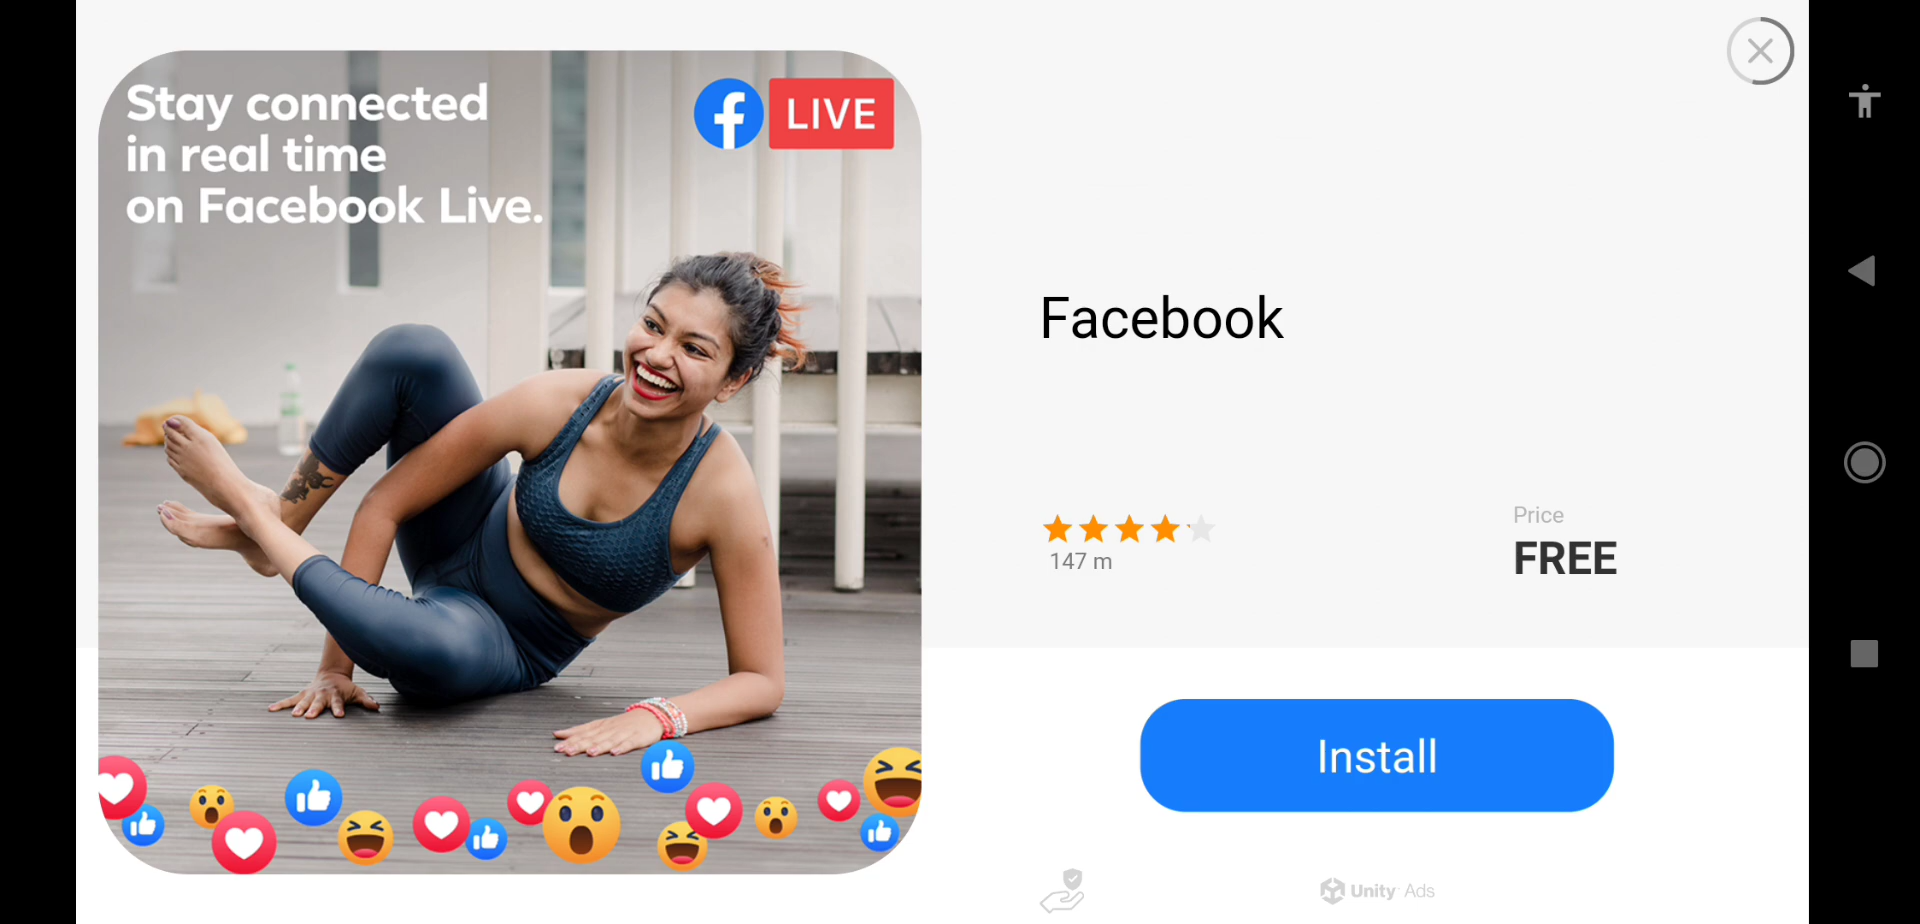 Stay connected
in real time
on Facebook Live.
LIVE
Facebook
147 m
Price
FREE
Install
Unity Ads